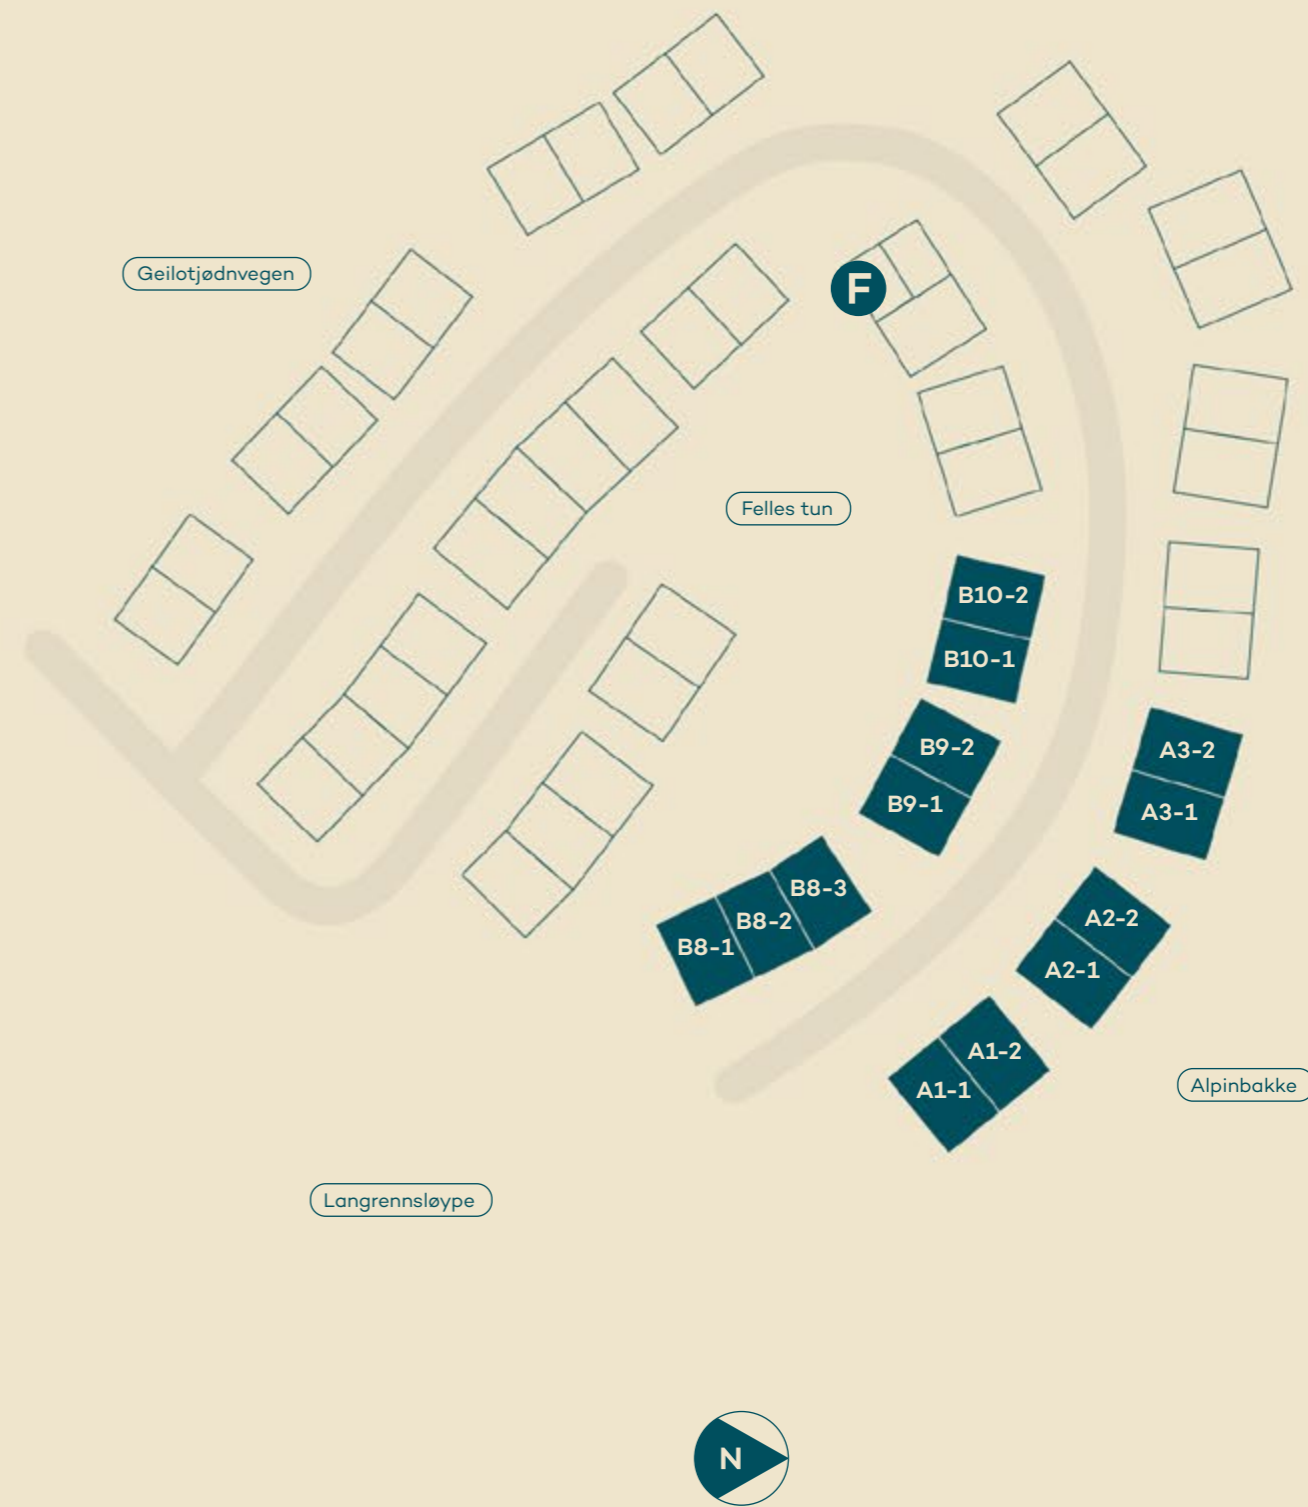 Geilotjødnvegen
F
Felles tun
B10-2
B10-1
B9-2
B9-1
A3-2
A3-1
B8-3
B8-2
B8-1
A2-2
A2-1
A1-2
A1-1
Alpinbakke
Langrennsløype
N